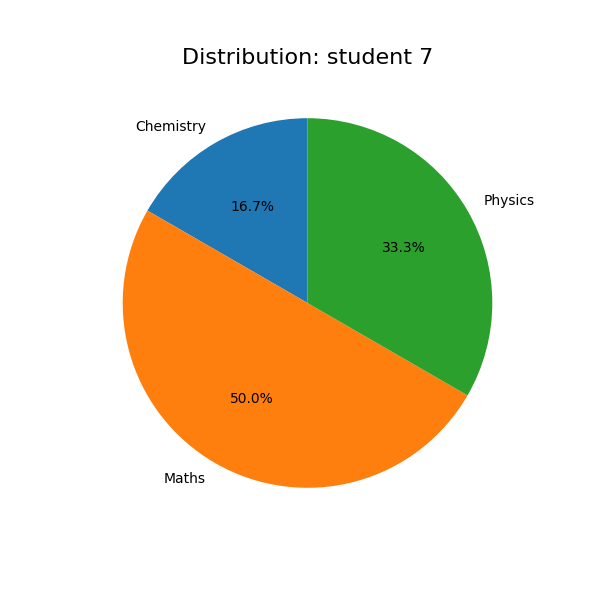 Distribution: student 7
Chemistry
16.7%
Physics
33.3%
50.0%
Maths